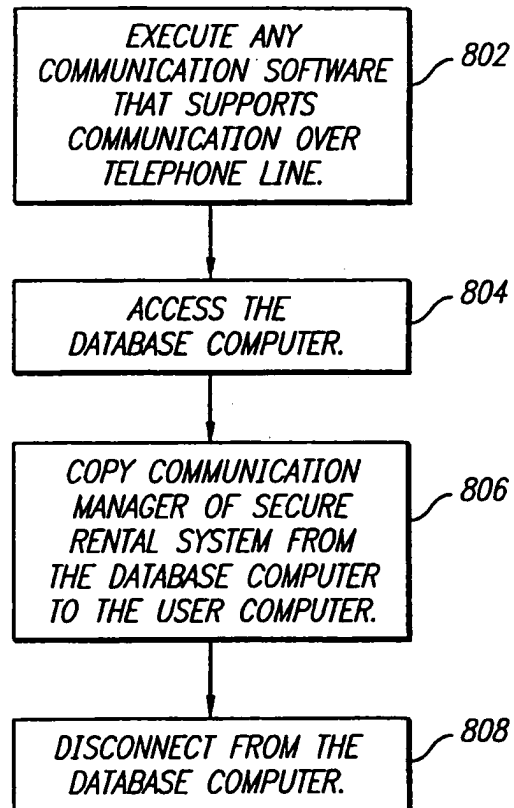 EXECUTE ANY
COMMUNICATION SOFTWARE
THAT SUPPORTS
COMMUNICATION OVER
TELEPHONE LINE.
802
ACCESS THE
DATABASE COMPUTER.
804
COPY COMMUNICATION
MANAGER OF SECURE
RENTAL SYSTEM FROM
THE DATABASE COMPUTER
TO THE USER COMPUTER.
806
DISCONNECT FROM THE
DATABASE COMPUTER.
808